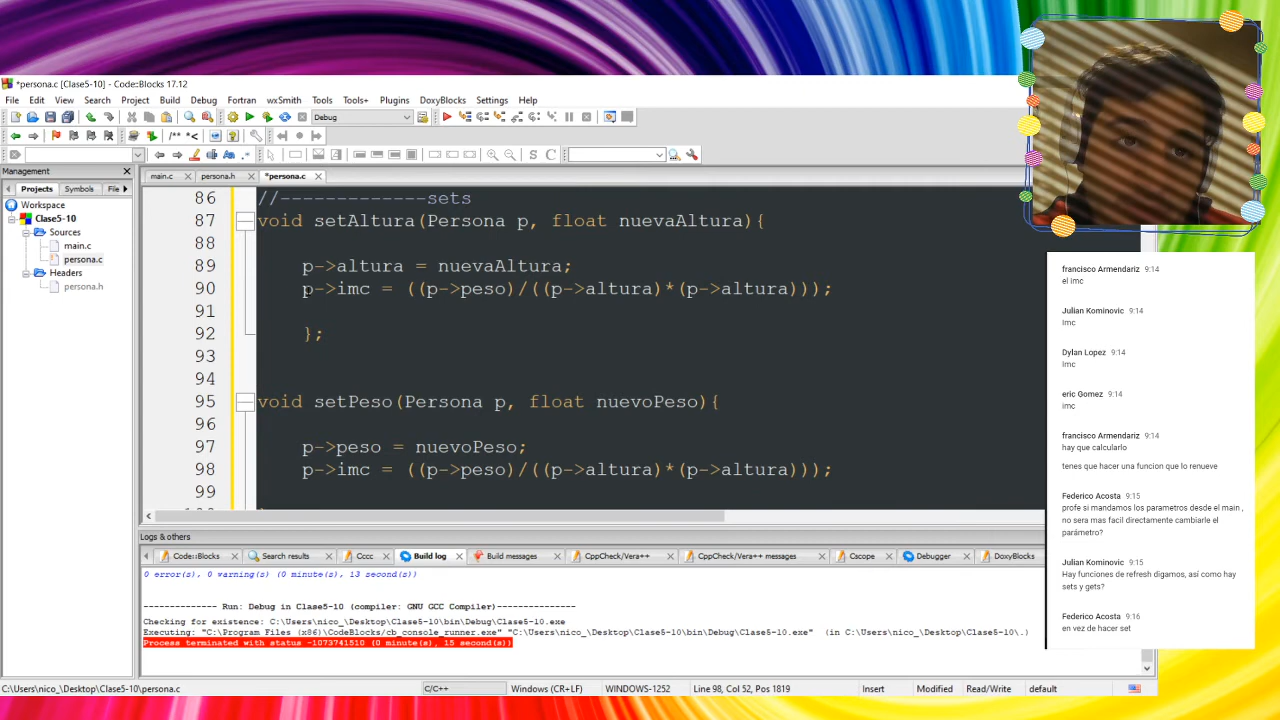 *persona.c [Clase5-10] - Code::Blocks 17.12
File Edit View Search Project Build Debug Fortran wxSmith Tools Tools+ Plugins DoxyBlocks Settings Help
Debug
/** *<
S C
Management
Projects Symbols File
Workspace
Clase5-10
Sources
main.c
persona.c
Headers
persona.h
main.c persona.h *persona.c
86 //-------------sets
87 void setAltura(Persona p, float nuevaAltura){
88
89 p->altura = nuevaAltura;
90 p->imc = ((p->peso)/((p->altura)*(p->altura)));
91
92 };
93
94
95 void setPeso(Persona p, float nuevoPeso){
96
97 p->peso = nuevoPeso;
98 p->imc = ((p->peso)/((p->altura)*(p->altura)));
99
Logs & others
Code::Blocks Search results Cccc Build log Build messages CppCheck/Vera++ CppCheck/Vera++ messages Cscope Debugger DoxyBlocks
0 error(s), 0 warning(s) (0 minute(s), 13 second(s))
-------------- Run: Debug in Clase5-10 (compiler: GNU GCC Compiler)---------------
Checking for existence: C:\Users\nico_\Desktop\Clase5-10\bin\Debug\Clase5-10.exe
Executing: "C:\Program Files (x86)\CodeBlocks/cb_console_runner.exe" "C:\Users\nico_\Desktop\Clase5-10\bin\Debug\Clase5-10.exe" (in C:\Users\nico_\Desktop\Clase5-10\.)
Process terminated with status -1073741510 (0 minute(s), 15 second(s))
C:\Users\nico_\Desktop\Clase5-10\persona.c C/C++ Windows (CR+LF) WINDOWS-1252 Line 98, Col 52, Pos 1819 Insert Modified Read/Write default
francisco Armendariz 9:14
el imc
Julian Kominovic 9:14
Imc
Dylan Lopez 9:14
Imc
eric Gomez 9:14
imc
francisco Armendariz 9:14
hay que calcularlo
tenes que hacer una funcion que lo renueve
Federico Acosta 9:15
profe si mandamos los parametros desde el main ,
no sera mas facil directamente cambiarle el
parámetro?
Julian Kominovic 9:15
Hay funciones de refresh digamos, así como hay
sets y gets?
Federico Acosta 9:16
en vez de hacer set